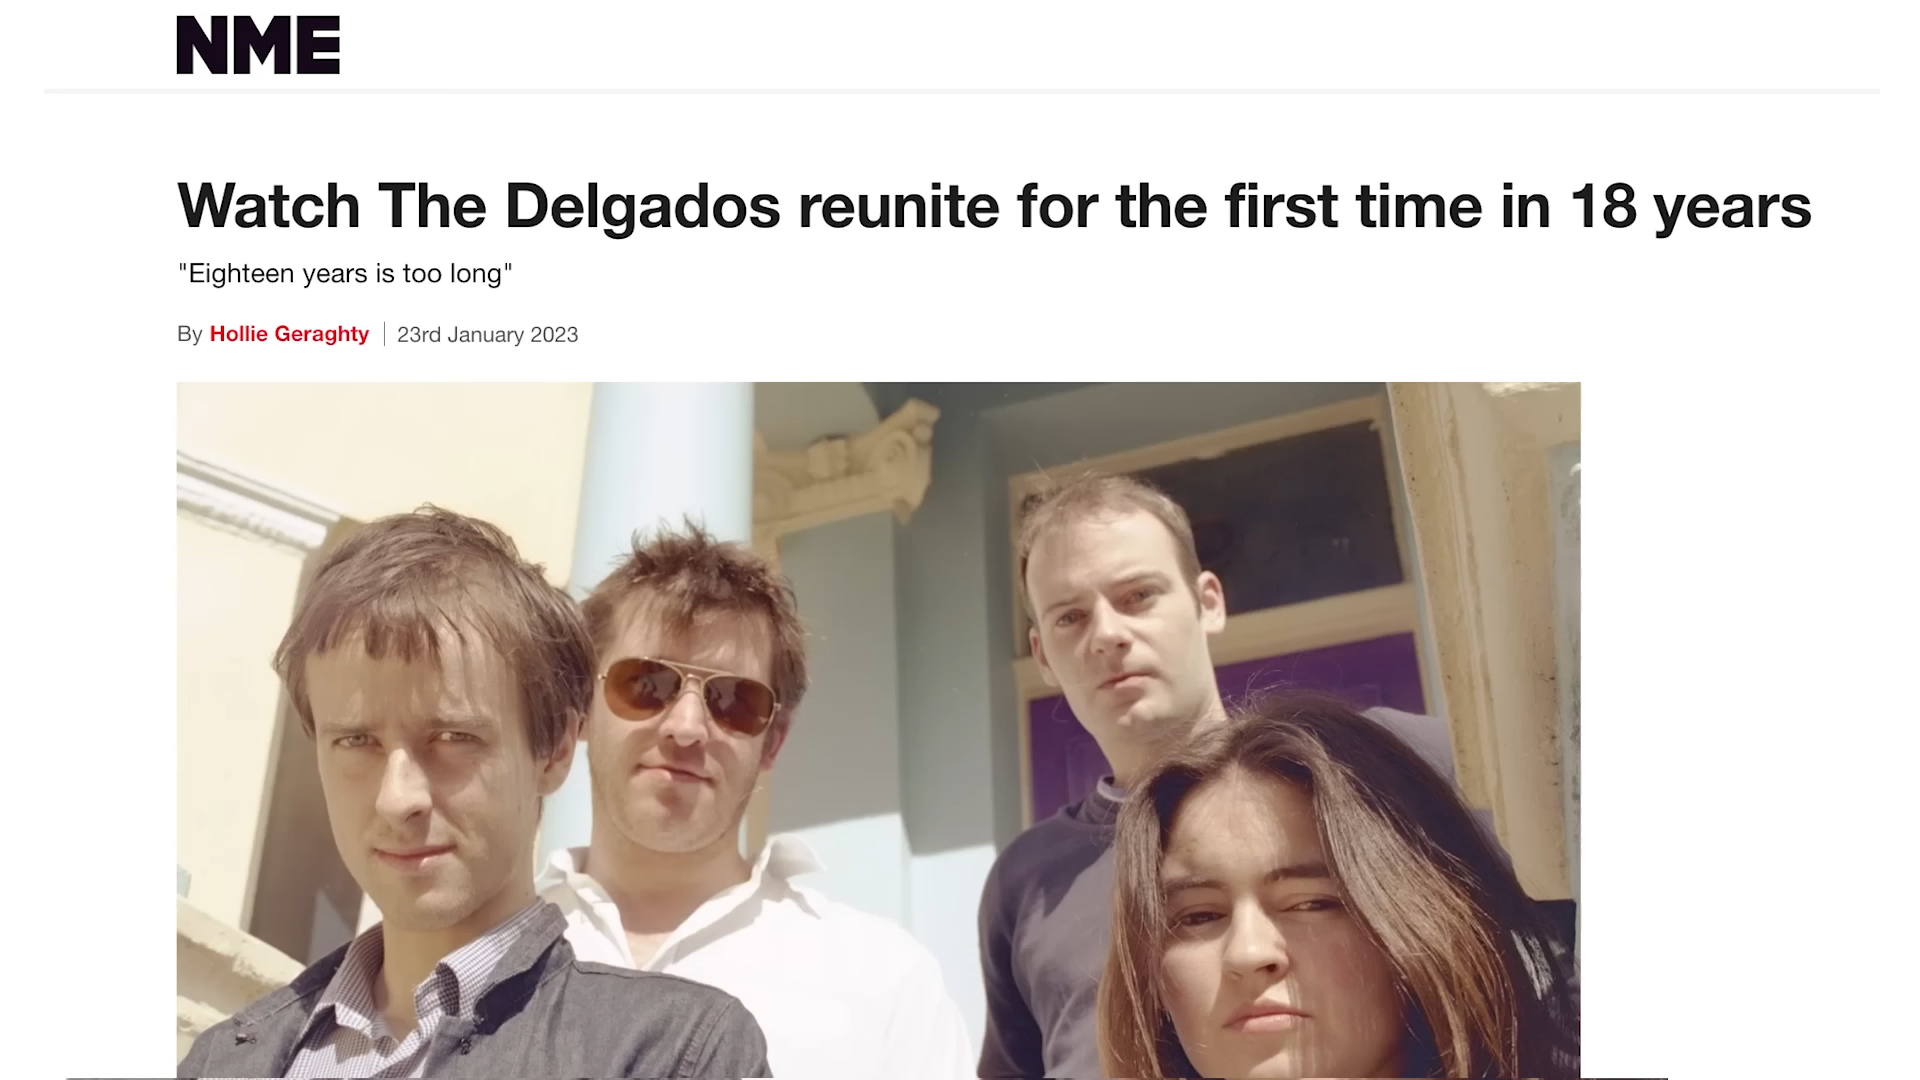 NME
Watch The Delgados reunite for the first time in 18 years
"Eighteen years is too long"
By Hollie Geraghty | 23rd January 2023